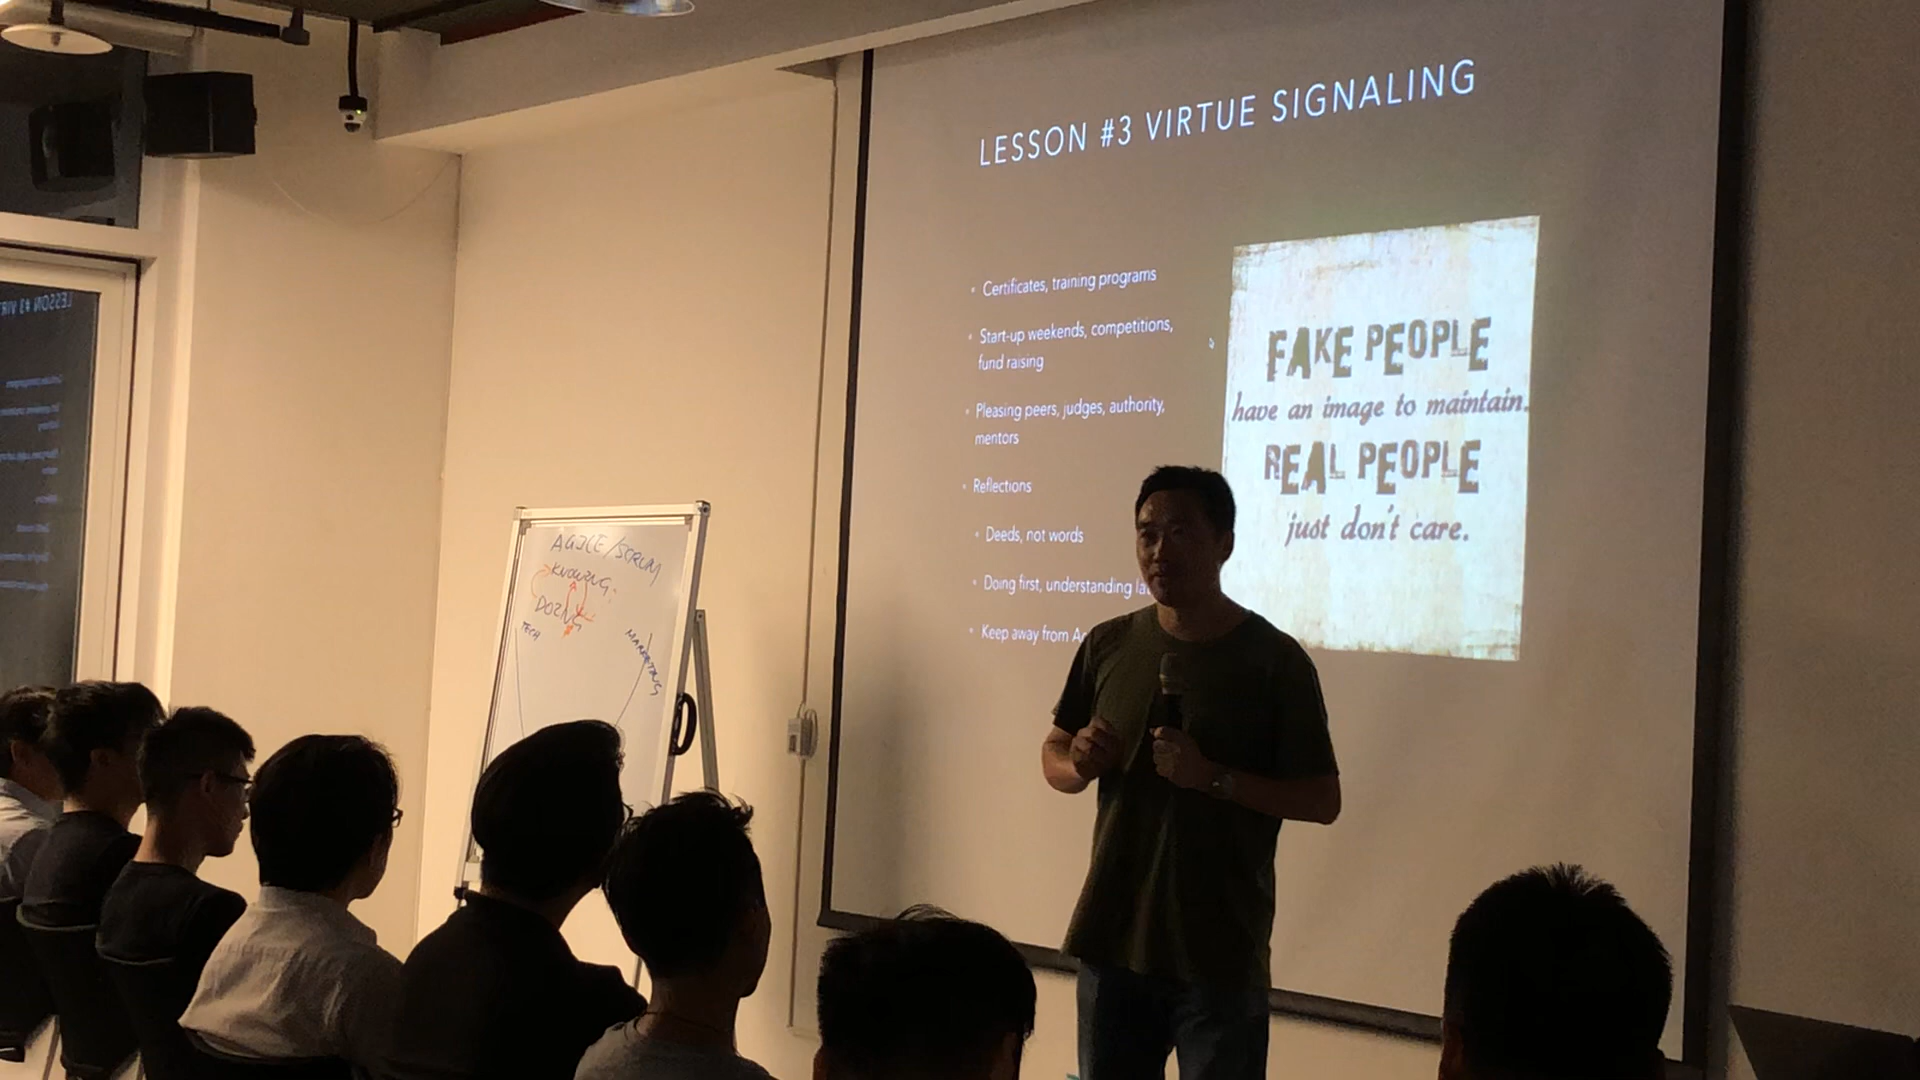 LESSON #3 VIRTUE SIGNALING
Certificates, training programs
Start-up weekends, competitions,
fund raising
Pleasing peers, judges, authority,
mentors
Reflections
Deeds, not words
Doing first, understanding
Keep away from
FAKE PEOPLE
have an image to maintain.
REAL PEOPLE
just don't care.
AGILE/SCRUM
KNOWING
DOING
TECH
MARKETING
LESSON #3